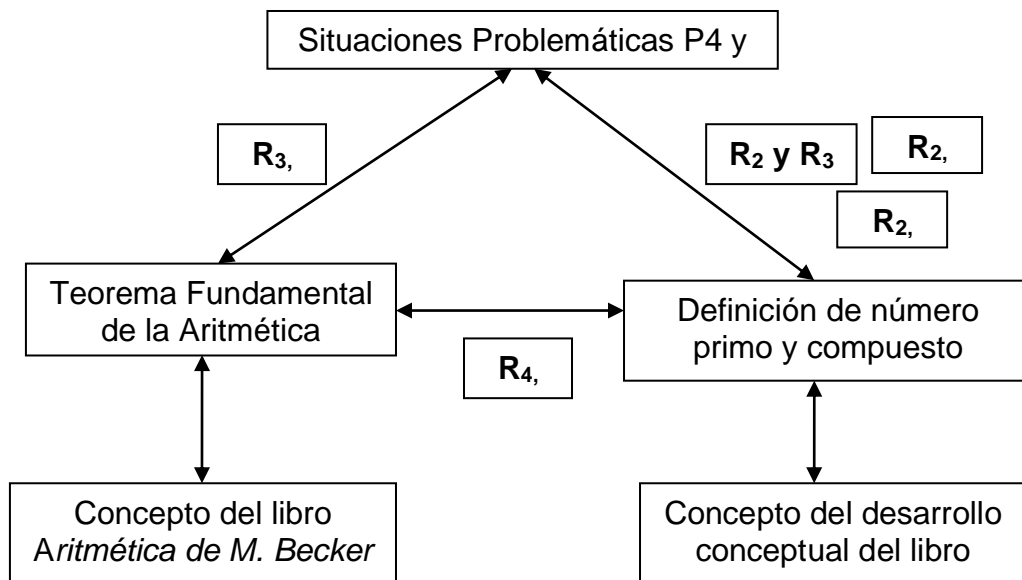 Situaciones Problemáticas P4 y
R₃,
R₂ y R₃
R₂,
R₂,
Teorema Fundamental
de la Aritmética
Definición de número
primo y compuesto
R₄,
Concepto del libro
Aritmética de M. Becker
Concepto del desarrollo
conceptual del libro